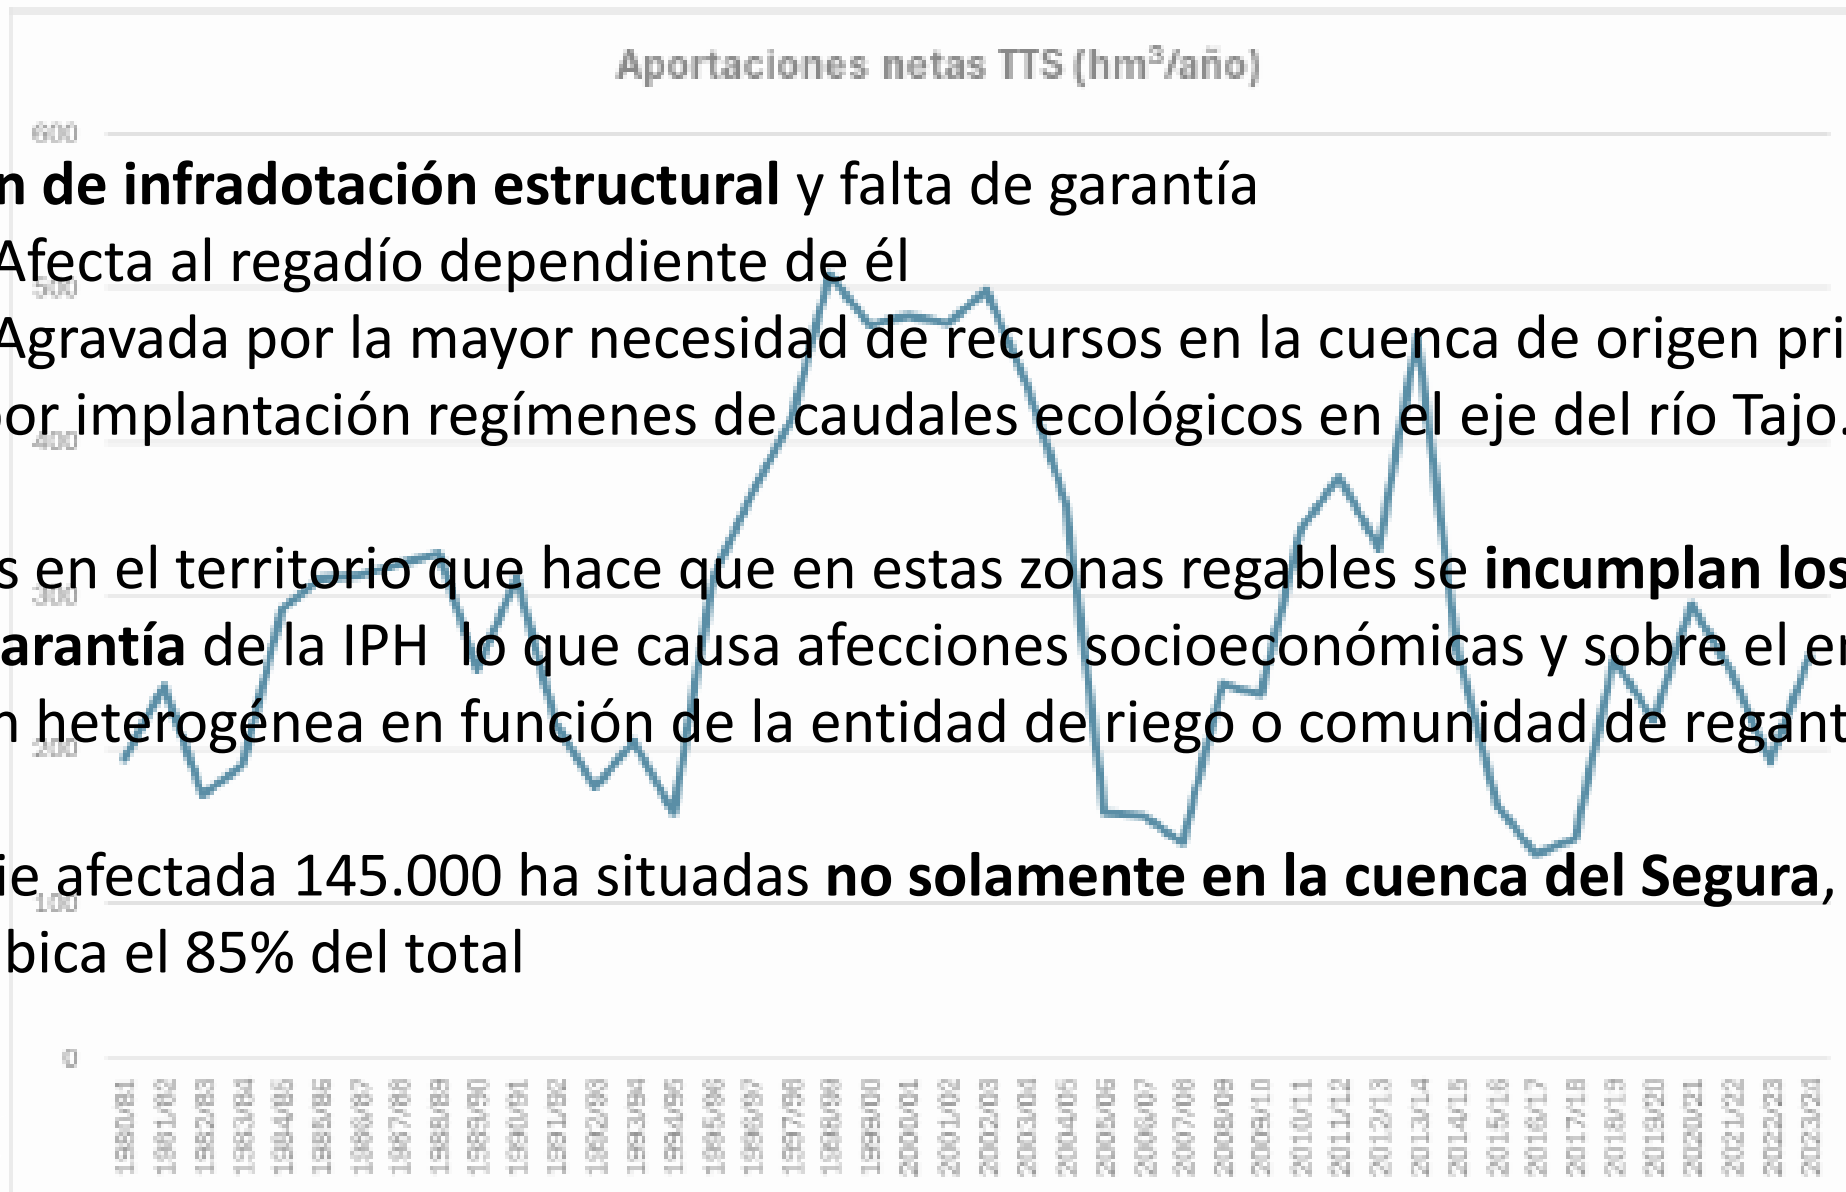 Aportaciones netas TTS (hm³/año)
600
n de infradotación estructural y falta de garantía
Afecta al regadío dependiente de él
500
Agravada por la mayor necesidad de recursos en la cuenca de origen pri
por implantación regímenes de caudales ecológicos en el eje del río Tajo.
400
s en el territorio que hace que en estas zonas regables se incumplan los
300
arantía de la IPH lo que causa afecciones socioeconómicas y sobre el e
n heterogénea en función de la entidad de riego o comunidad de regant
200
ie afectada 145.000 ha situadas no solamente en la cuenca del Segura,
100
bica el 85% del total
0
1980/81 1981/82 1982/83 1983/84 1984/85 1985/86 1986/87 1987/88 1988/89 1989/90 1990/91 1991/92 1992/93 1993/94 1994/95 1995/96 1996/97 1997/98 1998/99 1999/00 2000/01 2001/02 2002/03 2003/04 2004/05 2005/06 2006/07 2007/08 2008/09 2009/10 2010/11 2011/12 2012/13 2013/14 2014/15 2015/16 2016/17 2017/18 2018/19 2019/20 2020/21 2021/22 2022/23 2023/24